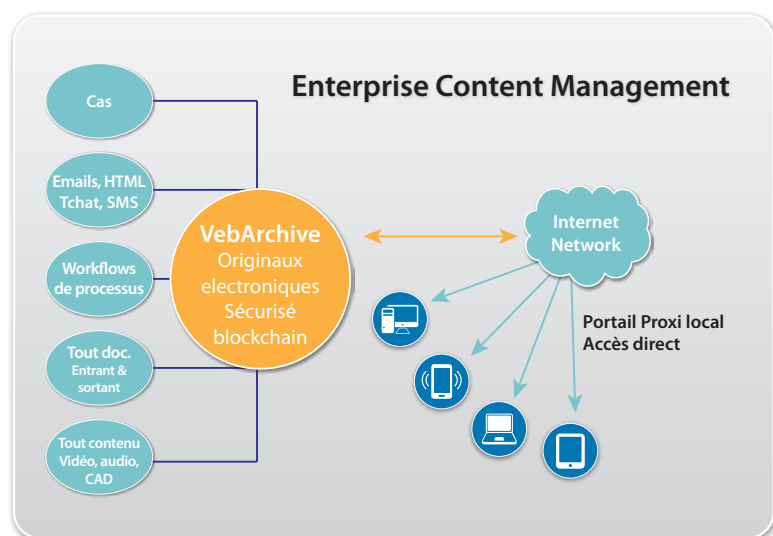 Enterprise Content Management
Cas
Emails, HTML
Tchat, SMS
Workflows
de processus
Tout doc.
Entrant &
sortant
Tout contenu
Vidéo, audio,
CAD
VebArchive
Originaux
electroniques
Sécurisé
blockchain
Internet
Network
Portail Proxi local
Accès direct